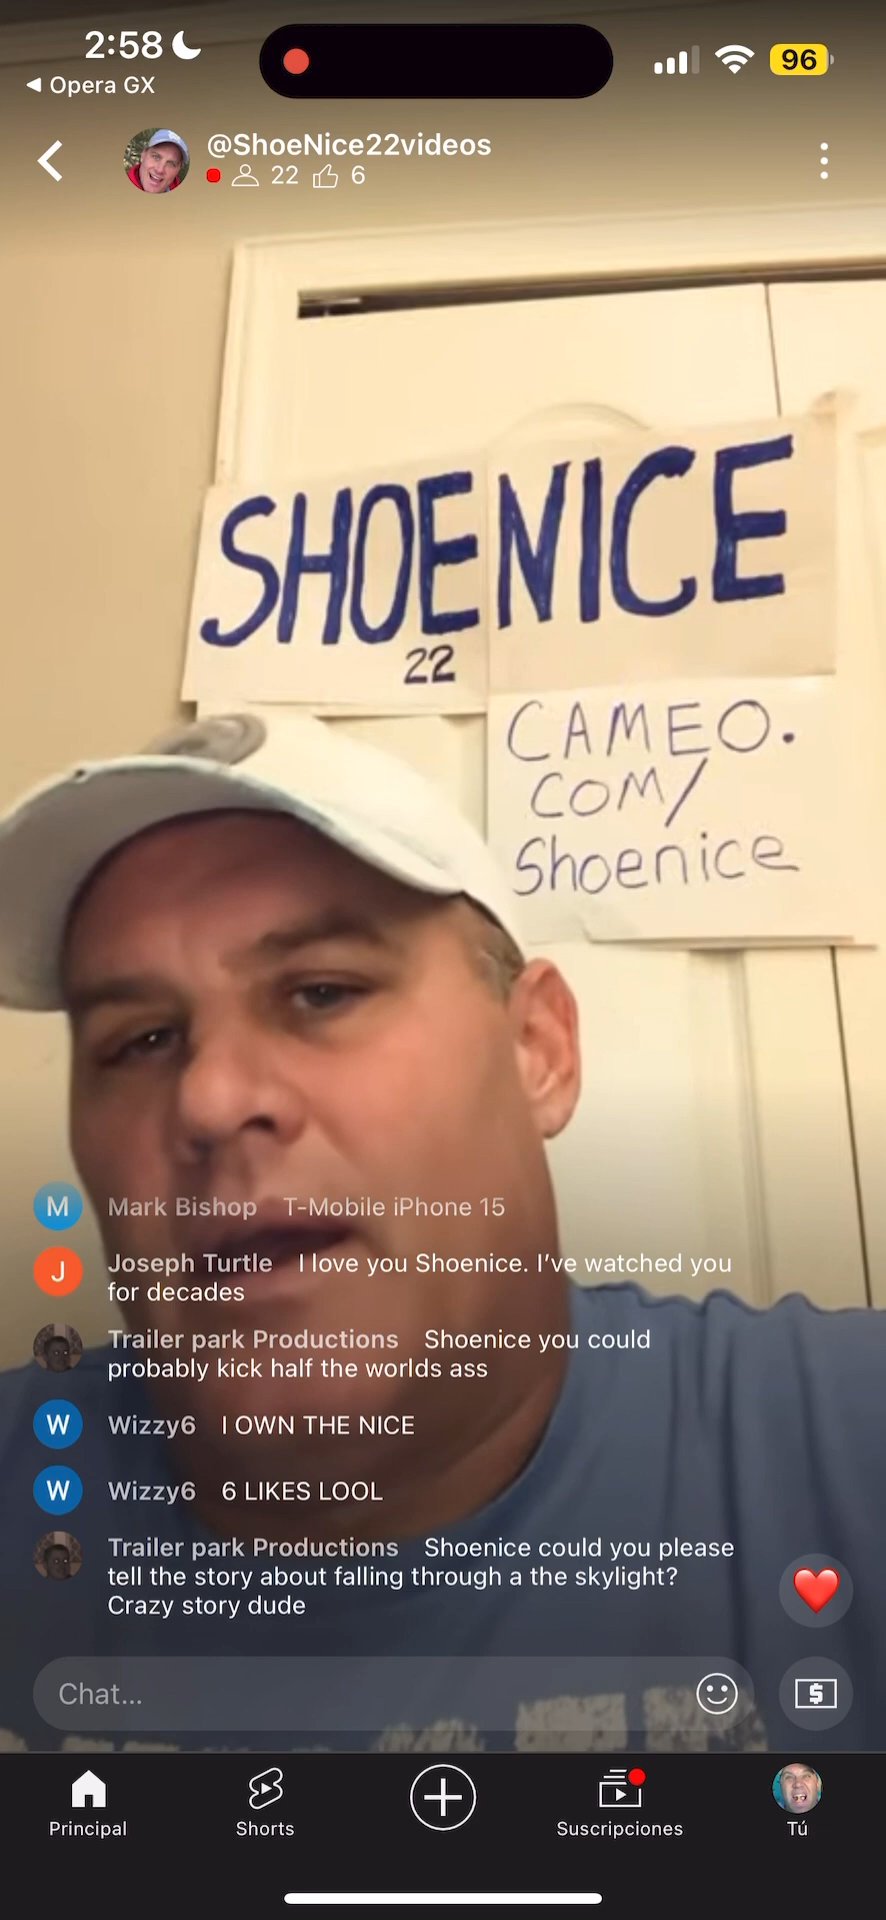 2:58
96
Opera GX
@ShoeNice22videos
22 6
SHOENICE
22
CAMEO.
COM/
Shoenice
M Mark Bishop T-Mobile iPhone 15
J Joseph Turtle I love you Shoenice. I’ve watched you
for decades
Trailer park Productions Shoenice you could
probably kick half the worlds ass
W Wizzy6 I OWN THE NICE
W Wizzy6 6 LIKES LOOL
Trailer park Productions Shoenice could you please
tell the story about falling through a the skylight?
Crazy story dude
Chat...
$
Principal
Shorts
Suscripciones
Tú